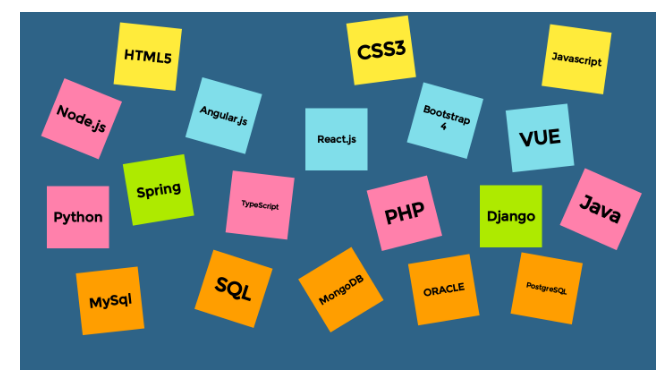 HTML5
CSS3
Javascript
Node.js
Angular.js
React.js
Bootstrap
4
VUE
Python
Spring
TypeScript
PHP
Django
Java
MySql
SQL
MongoDB
ORACLE
PostgreSQL